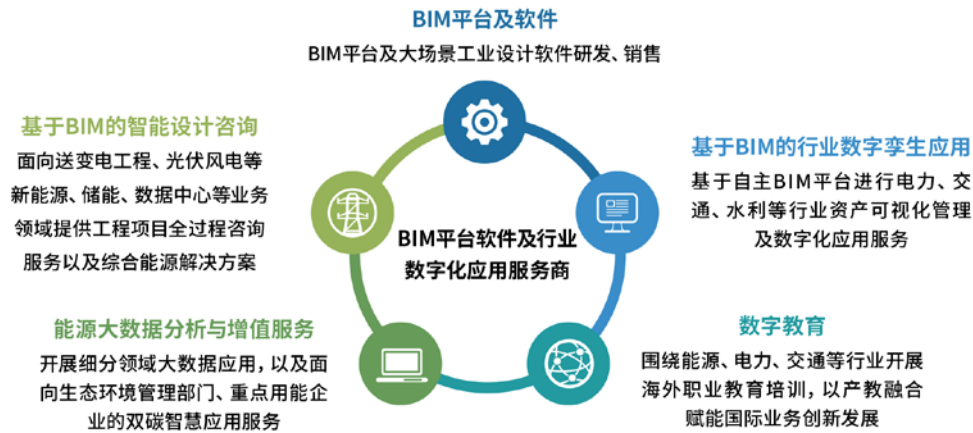 BIM平台及软件
BIM平台及大场景工业设计软件研发、销售
基于BIM的智能设计咨询
面向送变电工程、光伏风电等
新能源、储能、数据中心等业务
领域提供工程项目全过程咨询
服务以及综合能源解决方案
基于BIM的行业数字孪生应用
基于自主BIM平台进行电力、交
通、水利等行业资产可视化管理
及数字化应用服务
BIM平台软件及行业
数字化应用服务商
能源大数据分析与增值服务
开展细分领域大数据应用，以及面
向生态环境管理部门、重点用能企
业的双碳智慧应用服务
数字教育
围绕能源、电力、交通等行业开展
海外职业教育培训，以产教融合
赋能国际业务创新发展